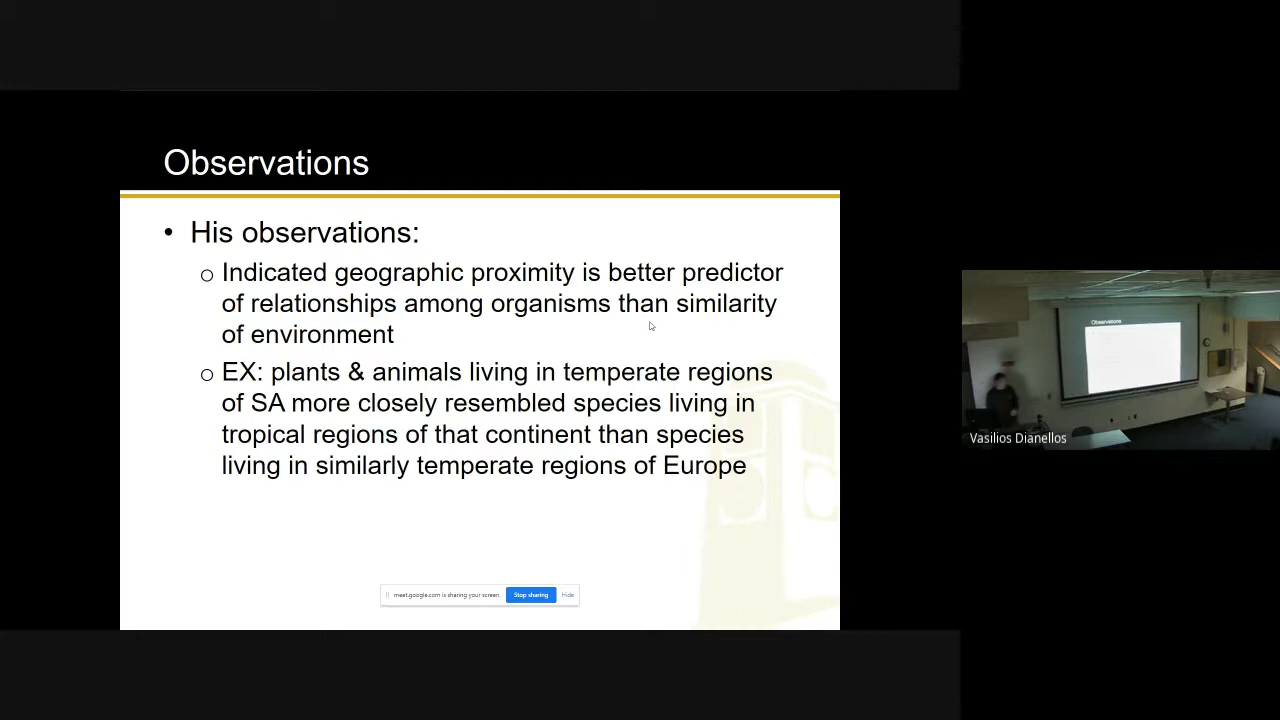 Observations
• His observations:
o Indicated geographic proximity is better predictor
of relationships among organisms than similarity
of environment
o EX: plants & animals living in temperate regions
of SA more closely resembled species living in
tropical regions of that continent than species
living in similarly temperate regions of Europe
meet.google.com is sharing your screen. Stop sharing Hide
Observations
Vasilios Dianellos